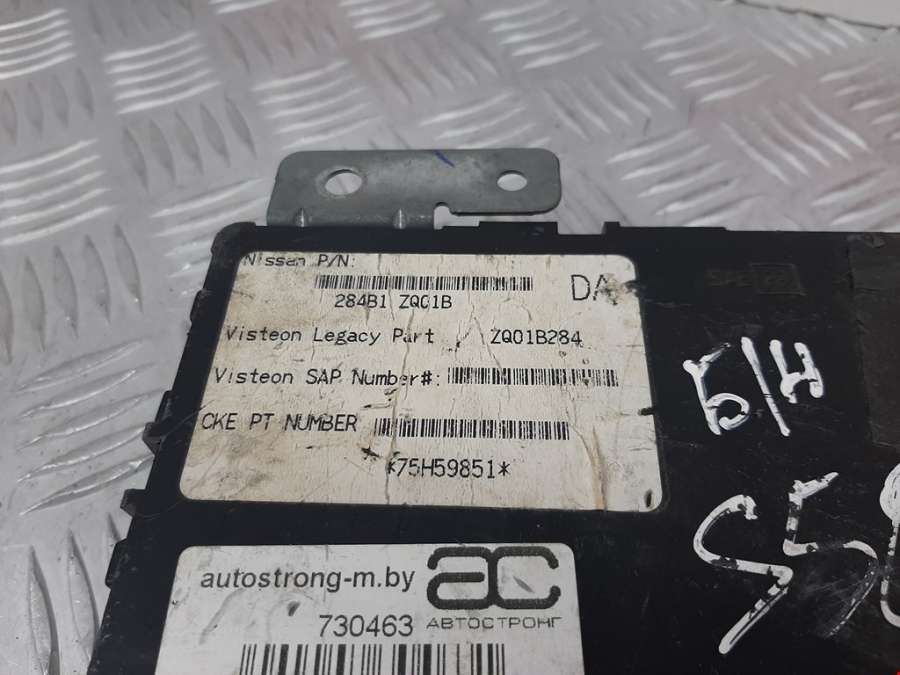 Nissan P/N:
284B1 ZQ01B
DA
Visteon Legacy Part ZQ01B284
Visteon SAP Number#:
CKE PT NUMBER
*75H59851*
Б/Н
autostrong-m.by
ac
730463
АВТОСТРОНГ